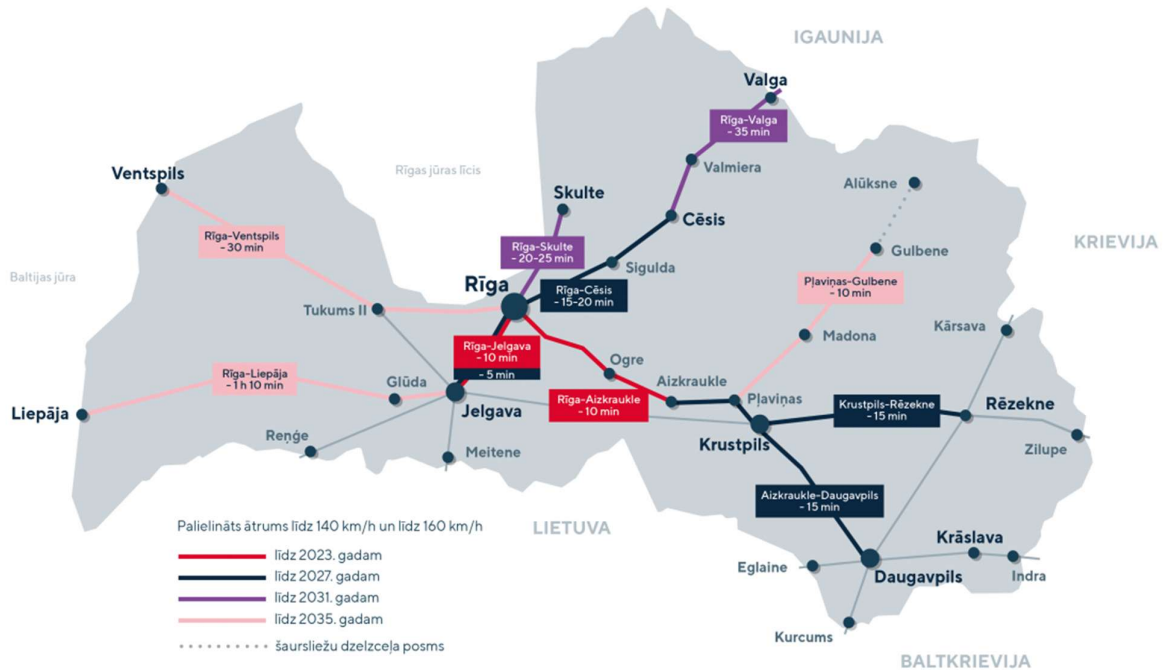 IGAUNIJA
Valga
Rīga-Valga
- 35 min
Valmiera
Ventspils
Rīgas jūras līcis
Skulte
Alūksne
Cēsis
Rīga-Ventspils
- 30 min
Rīga-Skulte
- 20-25 min
Gulbene
KRIEVIJA
Baltijas jūra
Sigulda
Rīga
Rīga-Cēsis
- 15-20 min
Pļaviņas-Gulbene
- 10 min
Tukums II
Kārsava
Madona
Rīga-Jelgava
- 10 min
- 5 min
Ogre
Rīga-Liepāja
- 1 h 10 min
Glūda
Aizkraukle
Liepāja
Jelgava
Rīga-Aizkraukle
- 10 min
Pļaviņas
Krustpils-Rēzekne
- 15 min
Rēzekne
Reņģe
Meitene
Krustpils
Zilupe
Aizkraukle-Daugavpils
- 15 min
Palielināts ātrums līdz 140 km/h un līdz 160 km/h
LIETUVA
līdz 2023. gadam
līdz 2027. gadam
līdz 2031. gadam
līdz 2035. gadam
šaursliežu dzelzceļa posms
Krāslava
Eglaine
Daugavpils
Indra
Kurcums
BALTKRIEVIJA